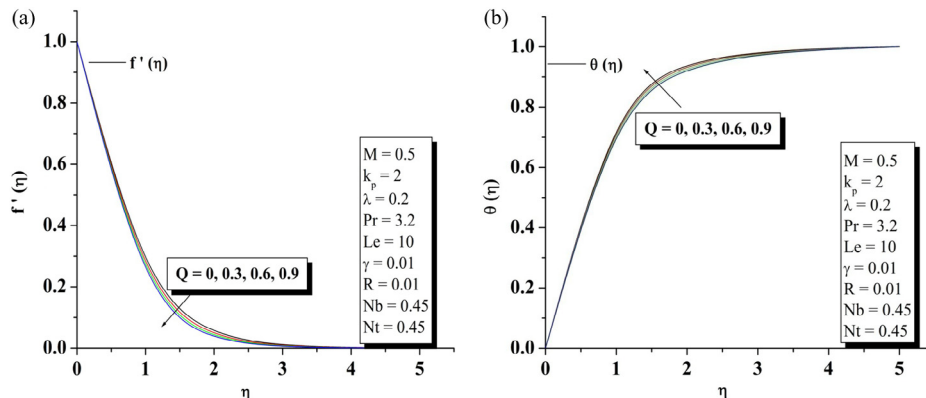 (a)
1.0
0.8
0.6
0.4
0.2
0.0
f ' (η)
f ' (η)
Q = 0, 0.3, 0.6, 0.9
M = 0.5
kp = 2
λ = 0.2
Pr = 3.2
Le = 10
γ = 0.01
R = 0.01
Nb = 0.45
Nt = 0.45
0 1 2 3 4 5
η
(b)
1.0
0.8
0.6
0.4
0.2
0.0
θ (η)
θ (η)
Q = 0, 0.3, 0.6, 0.9
M = 0.5
kp = 2
λ = 0.2
Pr = 3.2
Le = 10
γ = 0.01
R = 0.01
Nb = 0.45
Nt = 0.45
0 1 2 3 4 5
η